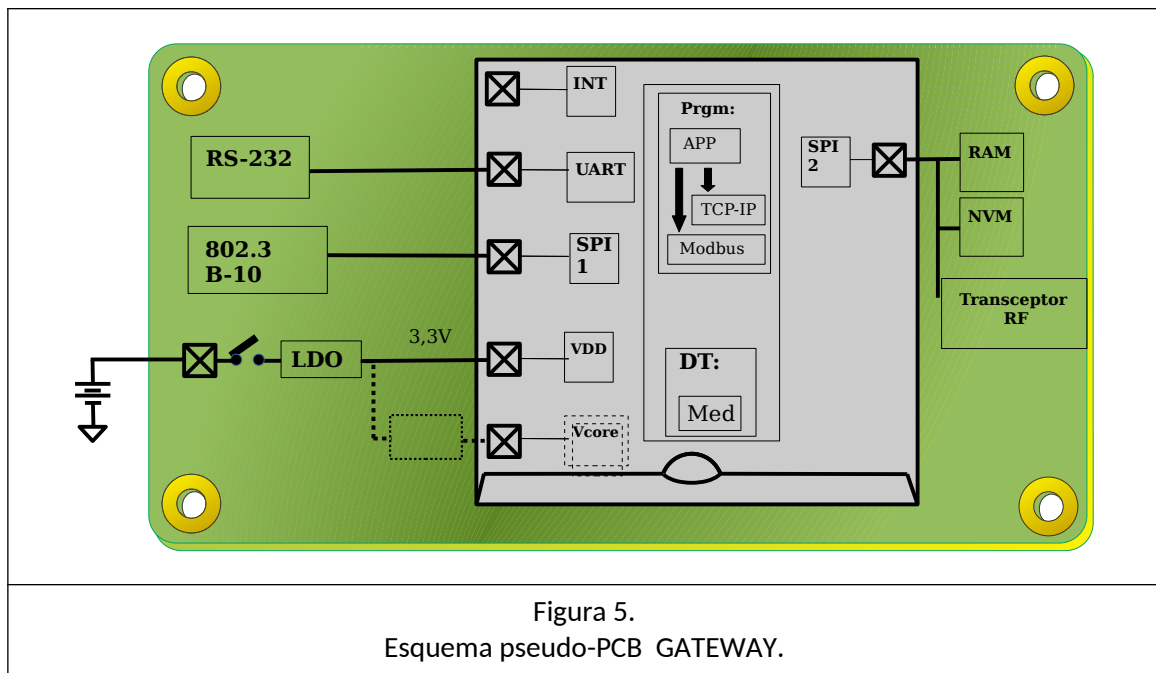 INT
Prgm:
RS-232
APP
SPI
2
RAM
UART
TCP-IP
NVM
802.3
B-10
SPI
1
Modbus
Transceptor
RF
3,3V
LDO
VDD
DT:
Med
Vcore
Figura 5.
Esquema pseudo-PCB GATEWAY.